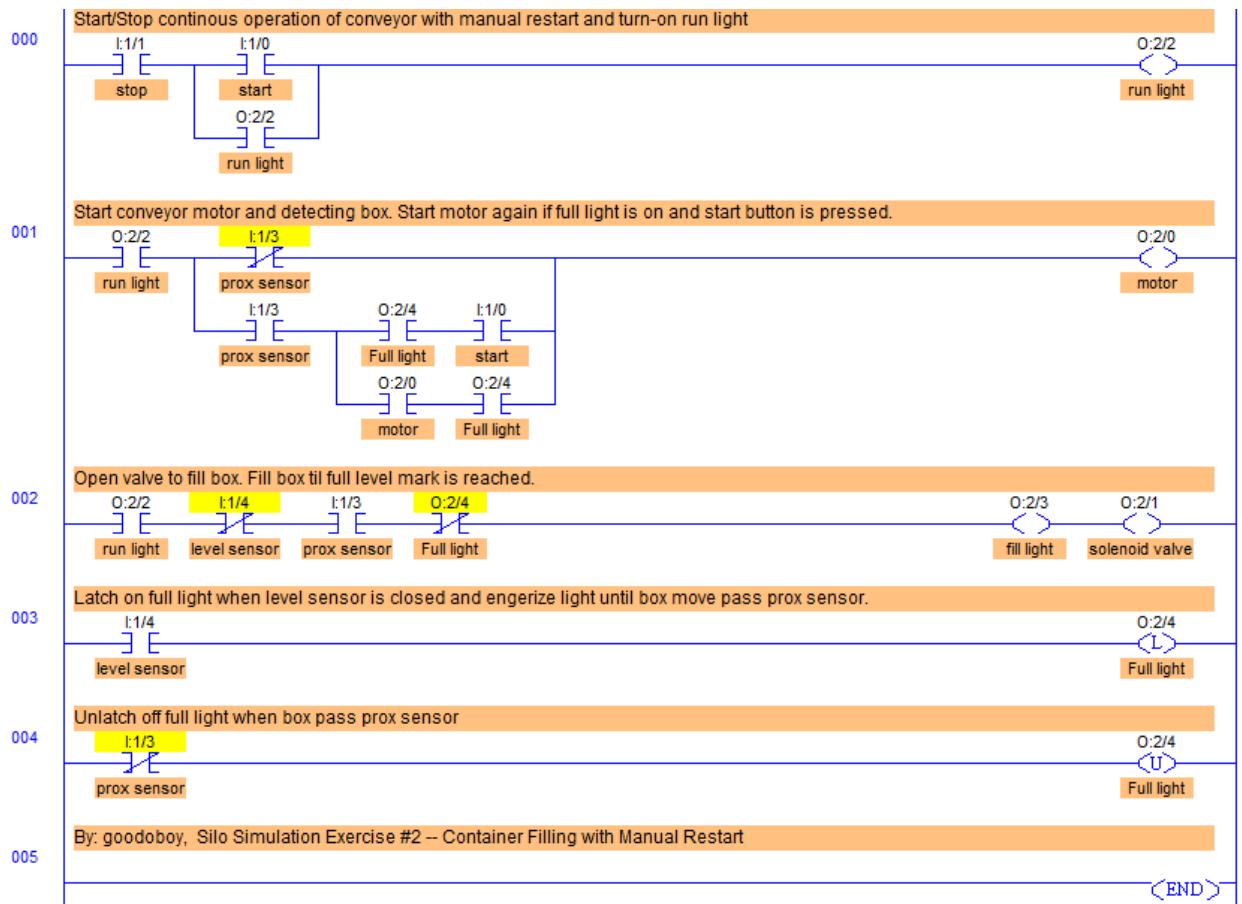 Start/Stop continous operation of conveyor with manual restart and turn-on run light
000
I:1/1 I:1/0 O:2/2
stop start run light
O:2/2
run light
Start conveyor motor and detecting box. Start motor again if full light is on and start button is pressed.
001
O:2/2 I:1/3 O:2/0
run light prox sensor motor
I:1/3 O:2/4 I:1/0
prox sensor Full light start
O:2/0 O:2/4
motor Full light
Open valve to fill box. Fill box til full level mark is reached.
002
O:2/2 I:1/4 I:1/3 O:2/4 O:2/3 O:2/1
run light level sensor prox sensor Full light fill light solenoid valve
Latch on full light when level sensor is closed and engerize light until box move pass prox sensor.
003
I:1/4 O:2/4
L
level sensor Full light
Unlatch off full light when box pass prox sensor
004
I:1/3 O:2/4
U
prox sensor Full light
By: goodoboy, Silo Simulation Exercise #2 -- Container Filling with Manual Restart
005
END